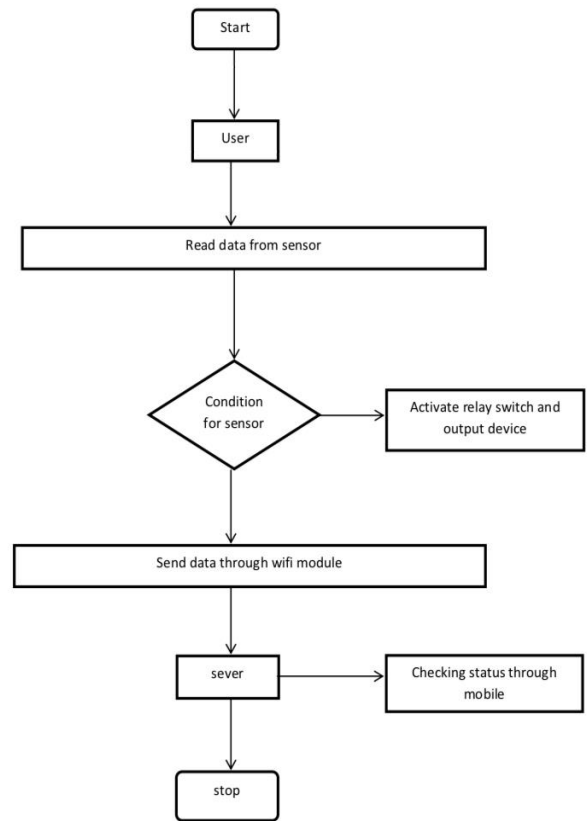 Start
User
Read data from sensor
Condition
for sensor
Activate relay switch and
output device
Send data through wifi module
sever
Checking status through
mobile
stop